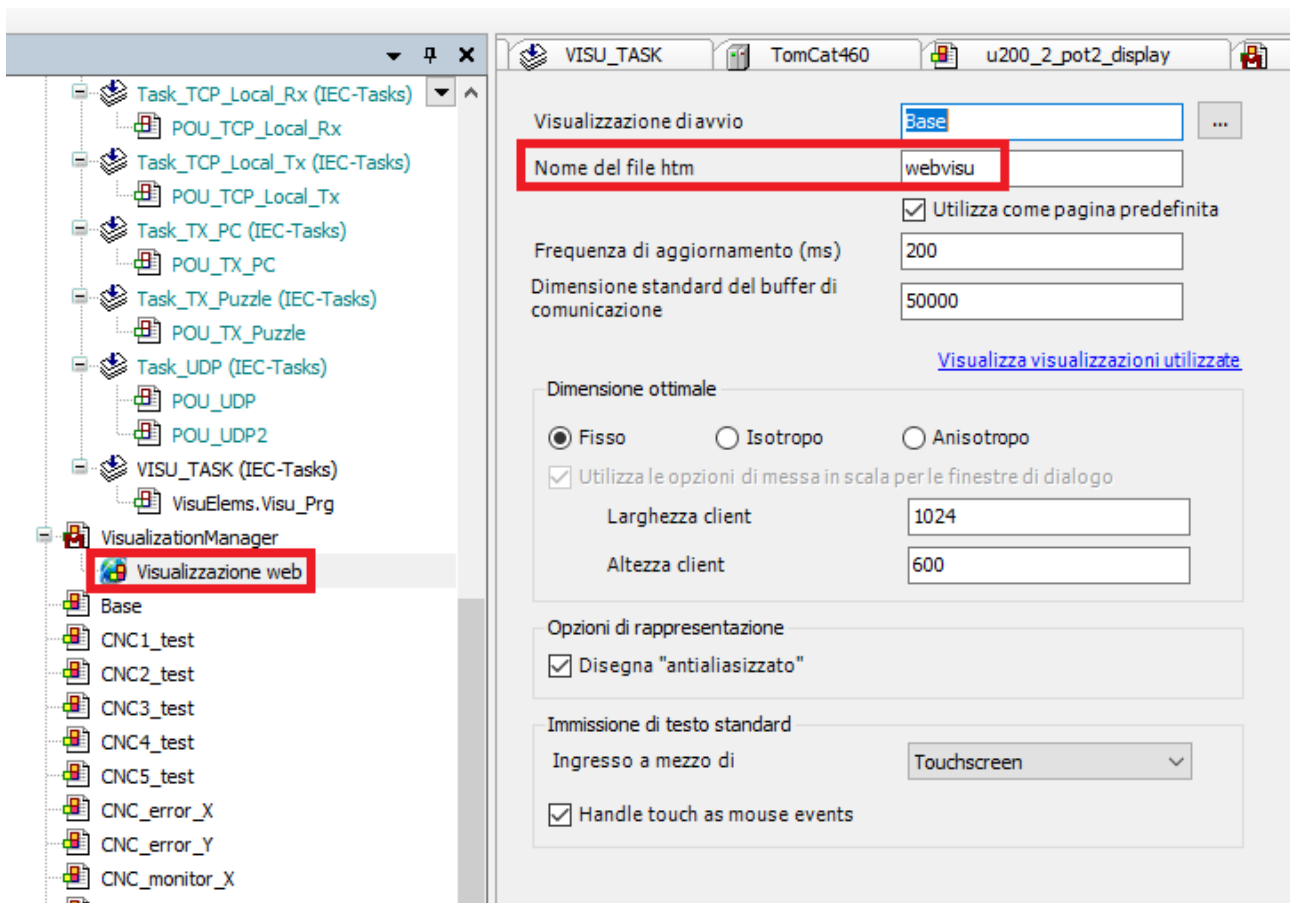 Task_TCP_Local_Rx (IEC-Tasks)
POU_TCP_Local_Rx
Task_TCP_Local_Tx (IEC-Tasks)
POU_TCP_Local_Tx
Task_TX_PC (IEC-Tasks)
POU_TX_PC
Task_TX_Puzzle (IEC-Tasks)
POU_TX_Puzzle
Task_UDP (IEC-Tasks)
POU_UDP
POU_UDP2
VISU_TASK (IEC-Tasks)
VisuElems.Visu_Prg
VisualizationManager
Visualizzazione web
Base
CNC1_test
CNC2_test
CNC3_test
CNC4_test
CNC5_test
CNC_error_X
CNC_error_Y
CNC_monitor_X
VISU_TASK TomCat460 u200_2_pot2_display
Visualizzazione di avvio Base ...
Nome del file htm webvisu
Utilizza come pagina predefinita
Frequenza di aggiornamento (ms) 200
Dimensione standard del buffer di
comunicazione 50000
Visualizza visualizzazioni utilizzate
Dimensione ottimale
Fisso Isotropo Anisotropo
Utilizza le opzioni di messa in scala per le finestre di dialogo
Larghezza client 1024
Altezza client 600
Opzioni di rappresentazione
Disegna "antialiasizzato"
Immissione di testo standard
Ingresso a mezzo di Touchscreen
Handle touch as mouse events